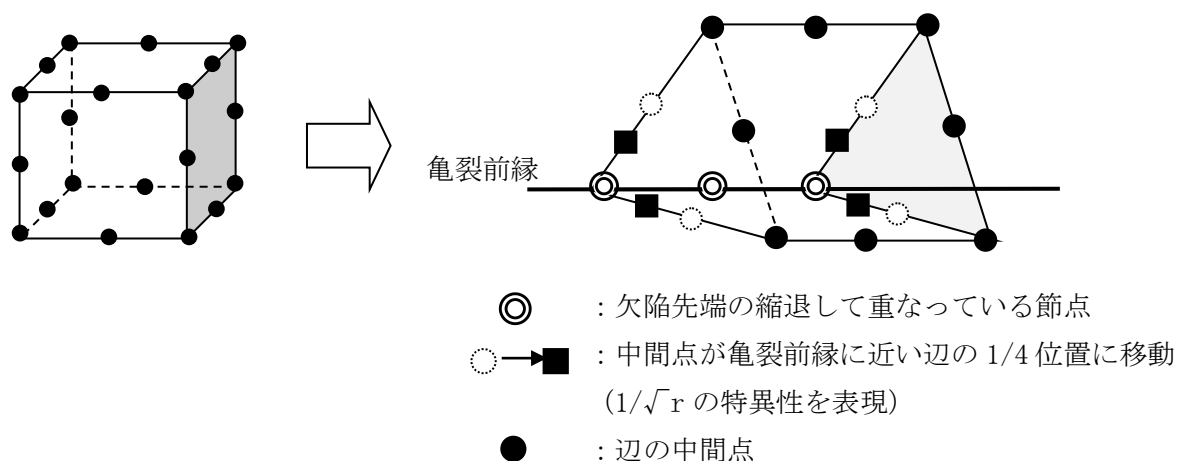 亀裂前縁
：欠陥先端の縮退して重なっている節点
：中間点が亀裂前縁に近い辺の 1/4 位置に移動
（1/√r の特異性を表現）
：辺の中間点